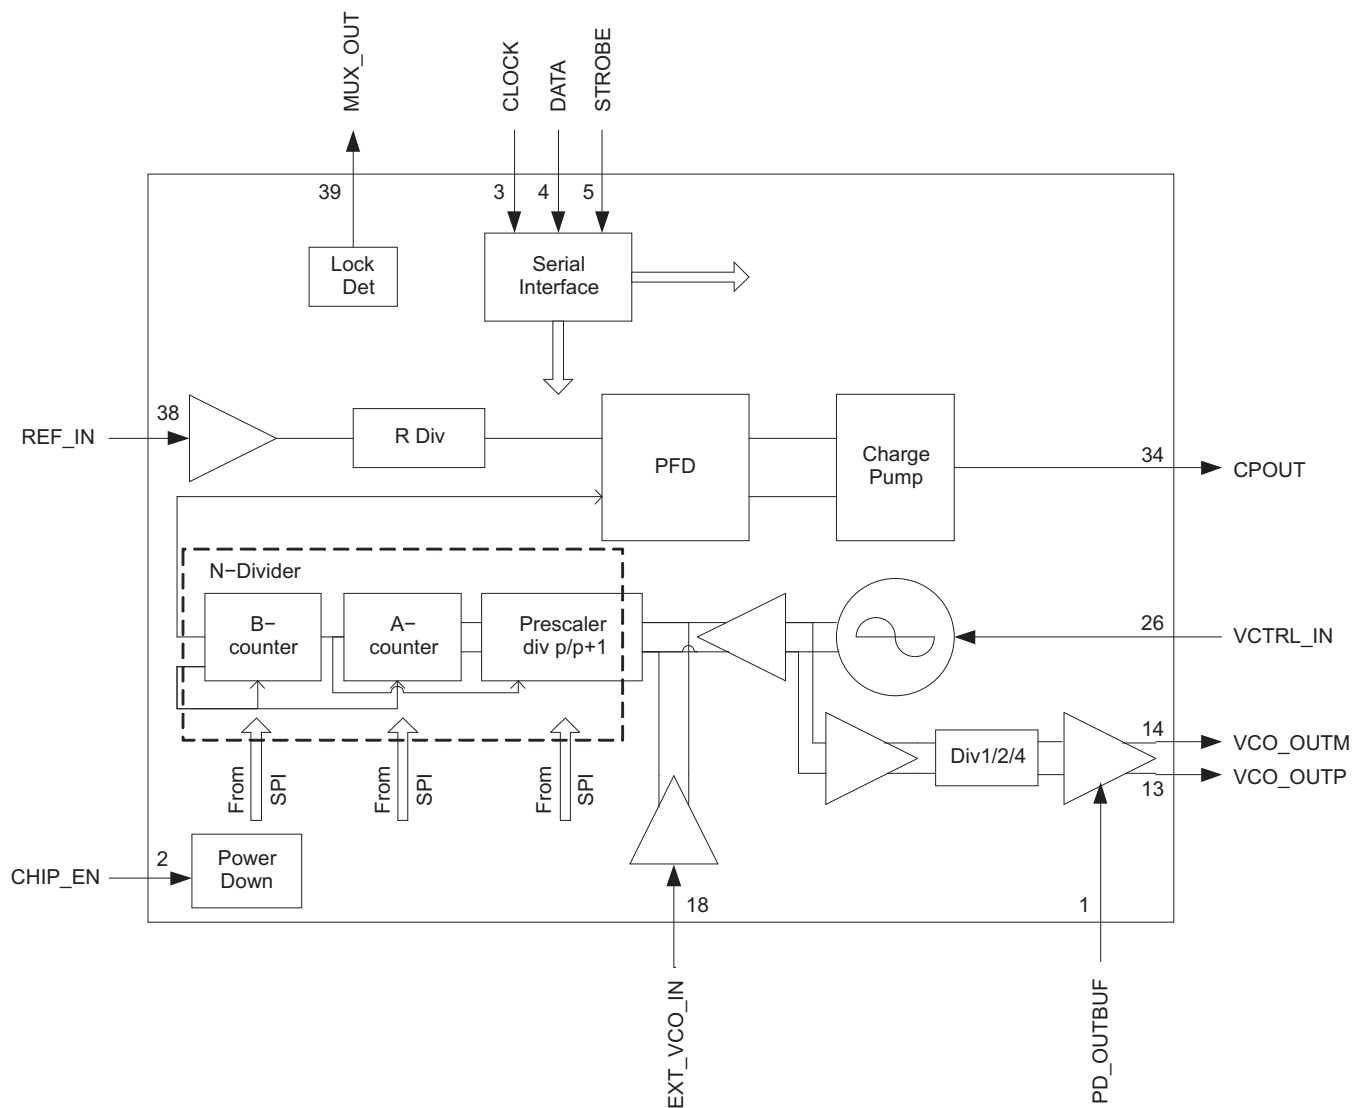 MUX_OUT
CLOCK
DATA
STROBE
39
3
4
5
Lock
Det
Serial
Interface
REF_IN
38
R Div
PFD
Charge
Pump
34
CPOUT
N−Divider
B−
counter
A−
counter
Prescaler
div p/p+1
26
VCTRL_IN
From
SPI
From
SPI
From
SPI
Div1/2/4
14
VCO_OUTM
13
VCO_OUTP
CHIP_EN
2
Power
Down
18
EXT_VCO_IN
1
PD_OUTBUF